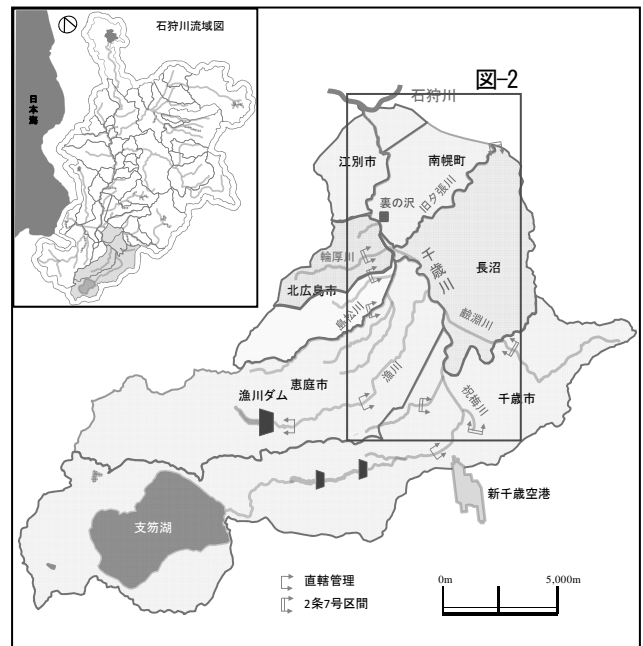 石狩川流域図
日本海
図-2
石狩川
江別市
南幌町
旧夕張川
裏の沢
千歳川
長沼
輪厚川
北広島市
島松川
嶮淵川
恵庭市
漁川
漁川ダム
祝梅川
千歳市
新千歳空港
支笏湖
直轄管理
2条7号区間
0m
5,000m